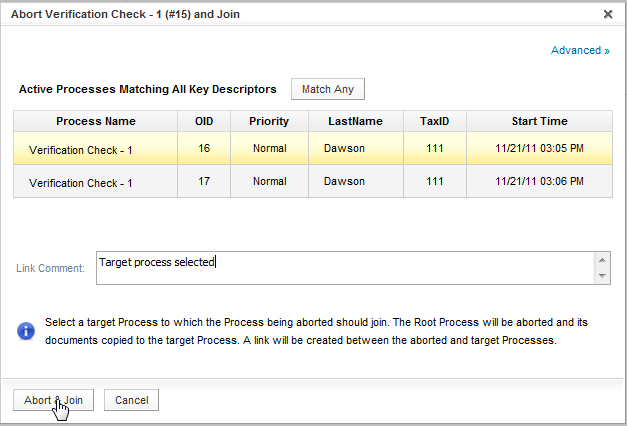 Abort Verification Check - 1 (#15) and Join
Advanced »
Active Processes Matching All Key Descriptors Match Any
Process Name OID Priority LastName TaxID Start Time
Verification Check - 1 16 Normal Dawson 111 11/21/11 03:05 PM
Verification Check - 1 17 Normal Dawson 111 11/21/11 03:06 PM
Link Comment: Target process selected
Select a target Process to which the Process being aborted should join. The Root Process will be aborted and its
documents copied to the target Process. A link will be created between the aborted and target Processes.
Abort & Join Cancel